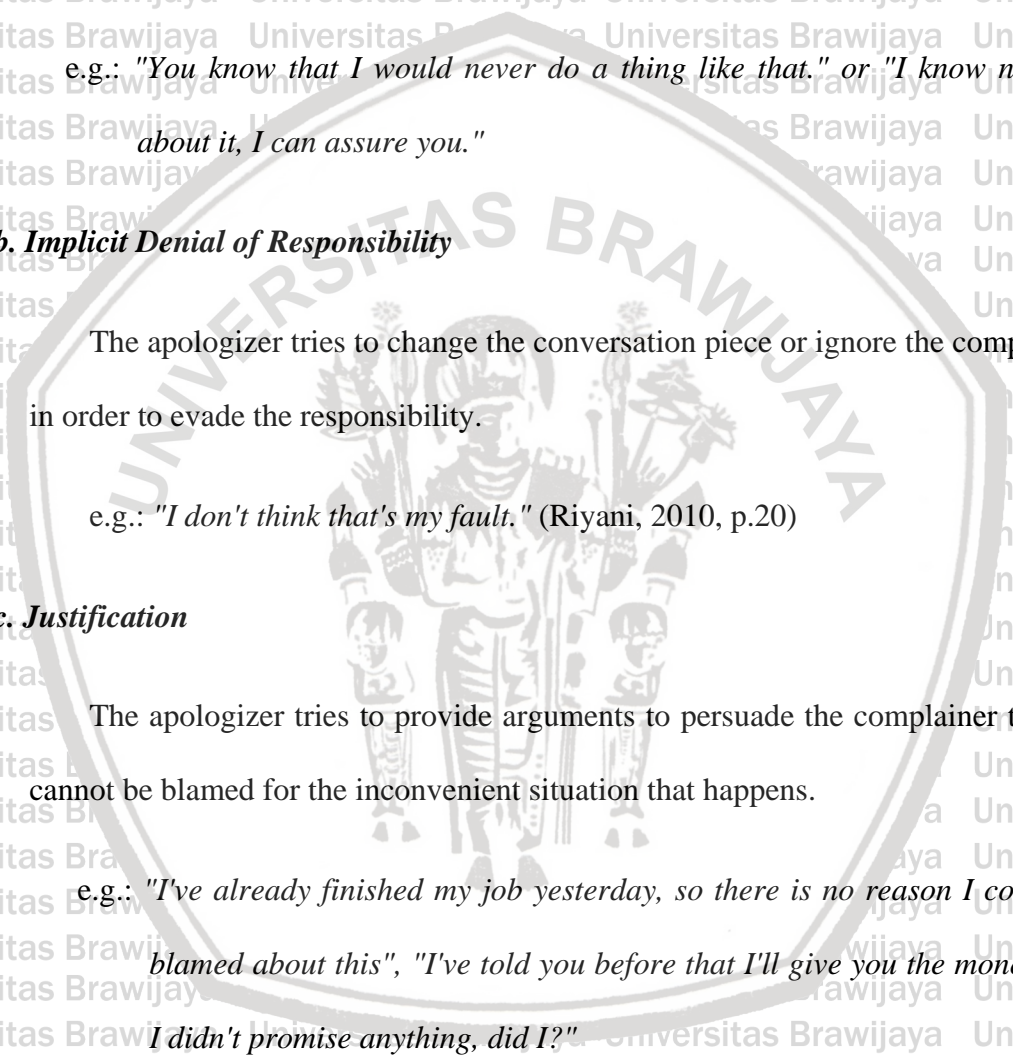 e.g.: "You know that I would never do a thing like that." or "I know
about it, I can assure you."
b. Implicit Denial of Responsibility
The apologizer tries to change the conversation piece or ignore the
in order to evade the responsibility.
e.g.: "I don't think that's my fault." (Riyani, 2010, p.20)
c. Justification
The apologizer tries to provide arguments to persuade the complainer
cannot be blamed for the inconvenient situation that happens.
e.g.: "I've already finished my job yesterday, so there is no reason I
blamed about this", "I've told you before that I'll give you the
I didn't promise anything, did I?"
UNIVERSITAS BRAWIJAYA